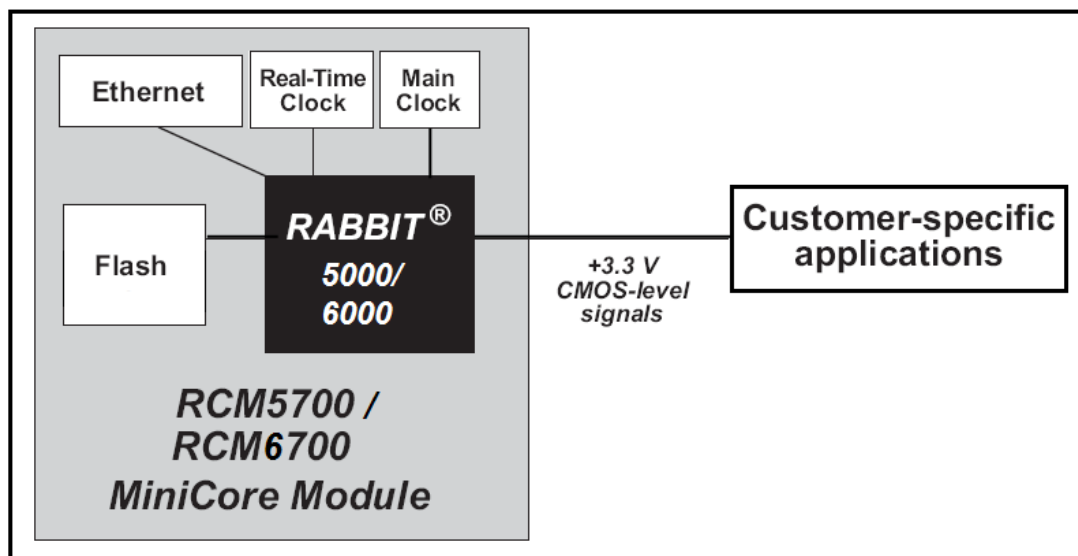 Ethernet
Real-Time
Clock
Main
Clock
Flash
RABBIT®
5000/
6000
+3.3 V
CMOS-level
signals
Customer-specific
applications
RCM5700 /
RCM6700
MiniCore Module